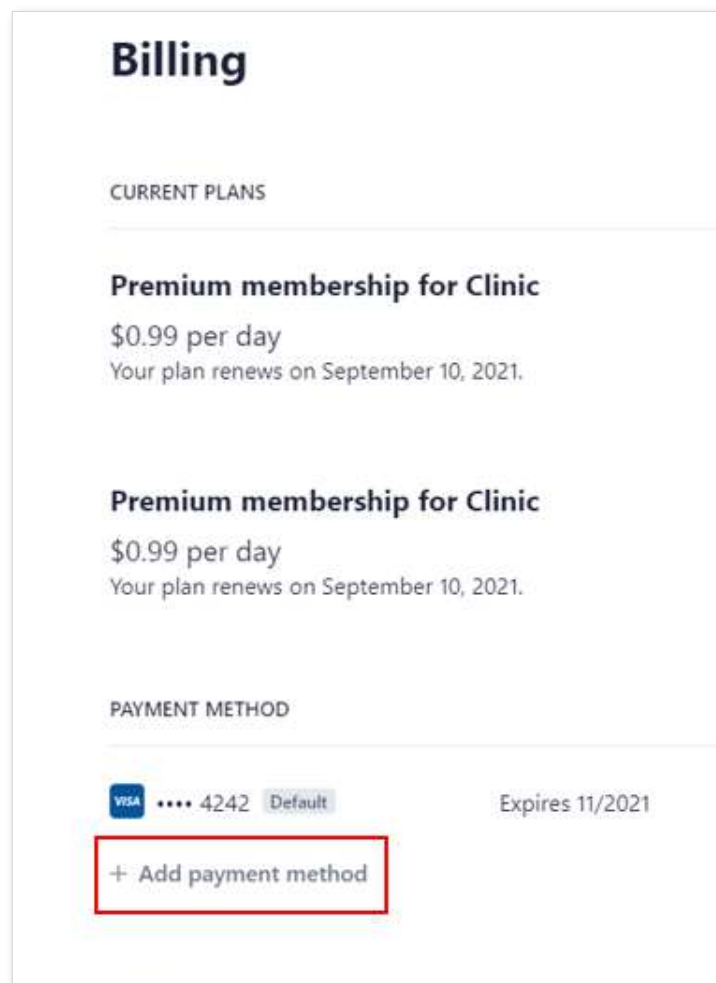 Billing
CURRENT PLANS
Premium membership for Clinic
$0.99 per day
Your plan renews on September 10, 2021.
Premium membership for Clinic
$0.99 per day
Your plan renews on September 10, 2021.
PAYMENT METHOD
VISA •••• 4242 Default Expires 11/2021
+ Add payment method